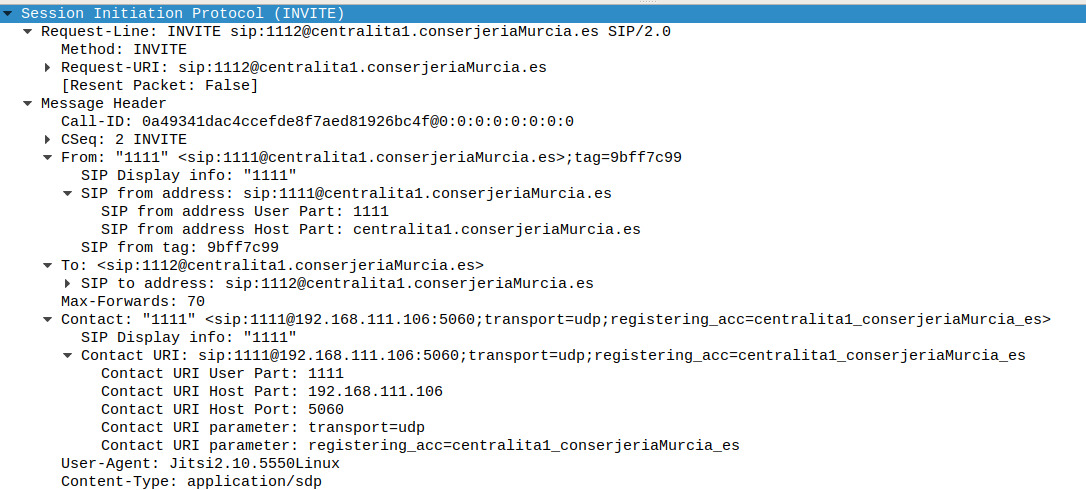 Session Initiation Protocol (INVITE)
Request-Line: INVITE sip:1112@centralita1.conserjeriaMurcia.es SIP/2.0
Method: INVITE
Request-URI: sip:1112@centralita1.conserjeriaMurcia.es
[Resent Packet: False]
Message Header
Call-ID: 0a49341dac4ccefde8f7aed81926bc4f@0:0:0:0:0:0:0:0
CSeq: 2 INVITE
From: "1111" <sip:1111@centralita1.conserjeriaMurcia.es>;tag=9bff7c99
SIP Display info: "1111"
SIP from address: sip:1111@centralita1.conserjeriaMurcia.es
SIP from address User Part: 1111
SIP from address Host Part: centralita1.conserjeriaMurcia.es
SIP from tag: 9bff7c99
To: <sip:1112@centralita1.conserjeriaMurcia.es>
SIP to address: sip:1112@centralita1.conserjeriaMurcia.es
Max-Forwards: 70
Contact: "1111" <sip:1111@192.168.111.106:5060;transport=udp;registering_acc=centralita1_conserjeriaMurcia_es>
SIP Display info: "1111"
Contact URI: sip:1111@192.168.111.106:5060;transport=udp;registering_acc=centralita1_conserjeriaMurcia_es
Contact URI User Part: 1111
Contact URI Host Part: 192.168.111.106
Contact URI Host Port: 5060
Contact URI parameter: transport=udp
Contact URI parameter: registering_acc=centralita1_conserjeriaMurcia_es
User-Agent: Jitsi2.10.5550Linux
Content-Type: application/sdp